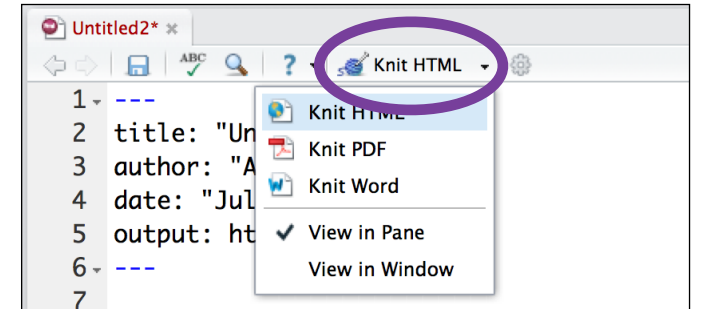 Untitled2* ×
ABC ? Knit HTML
1 ---
2 title: "Un
3 author: "A
4 date: "Jul
5 output: ht
6 ---
7
Knit HTML
Knit PDF
Knit Word
View in Pane
View in Window